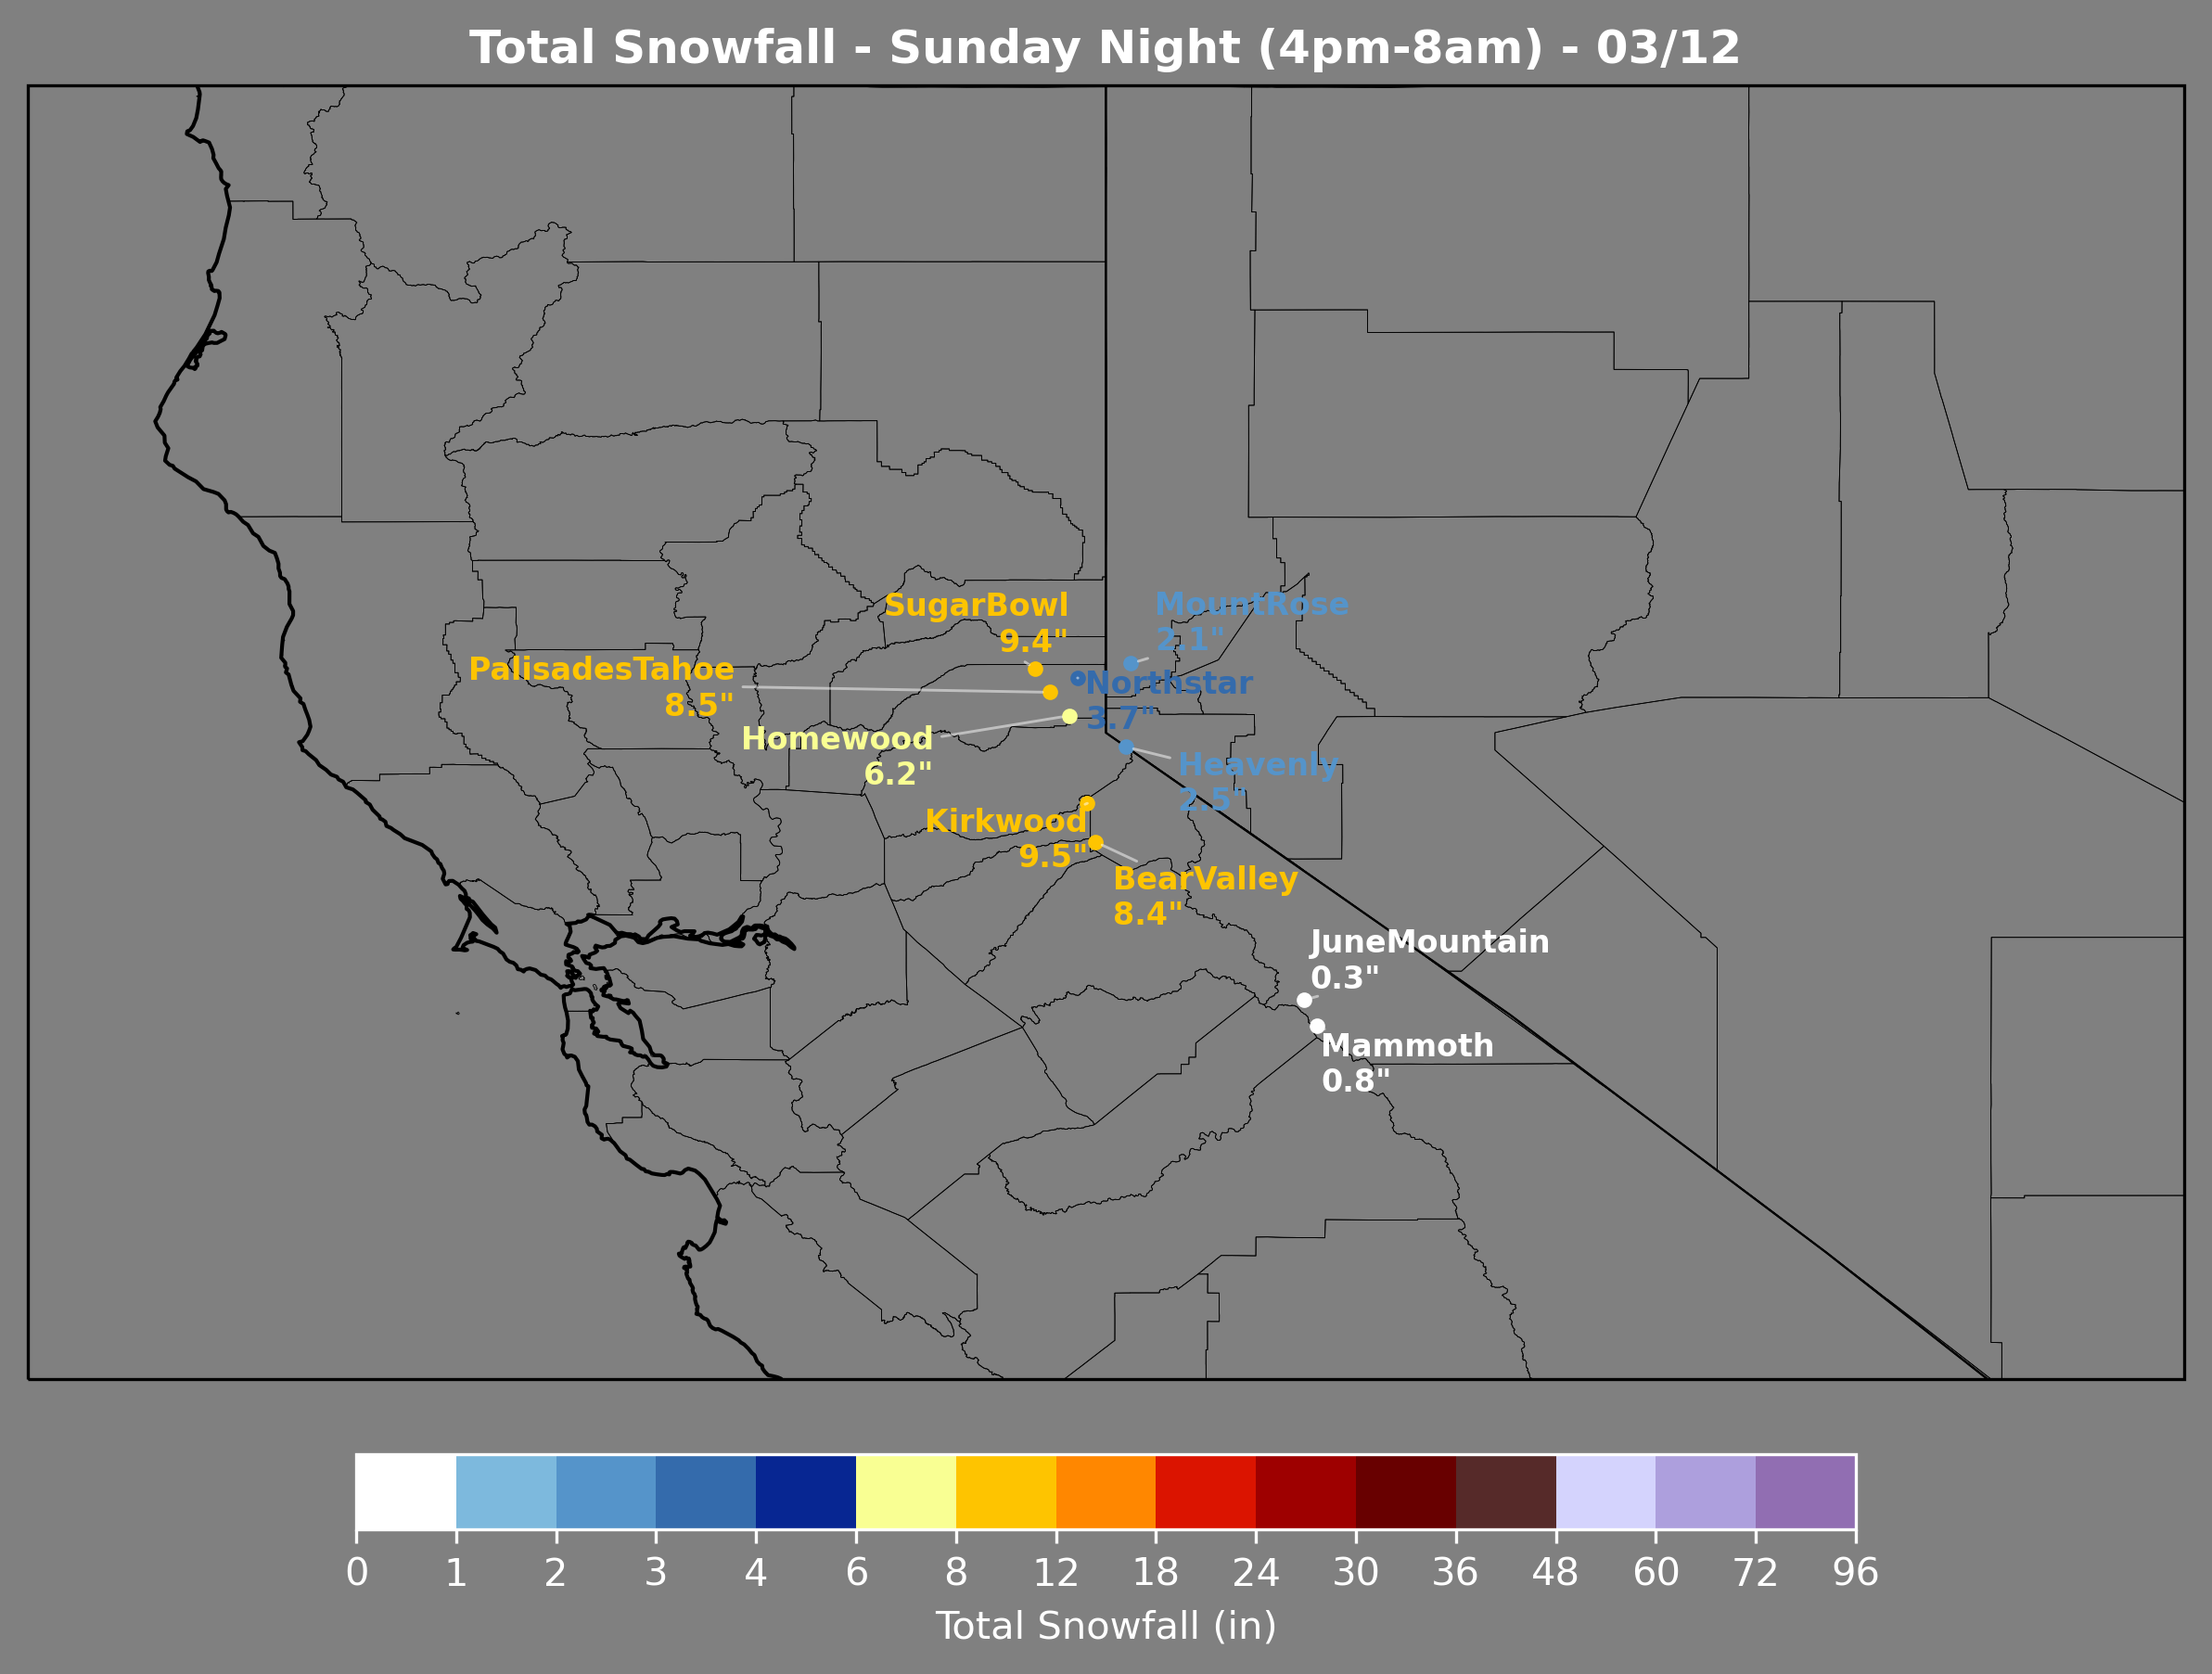 Total Snowfall - Sunday Night (4pm-8am) - 03/12
SugarBowl
9.4"
MountRose
2.1"
PalisadesTahoe
8.5"
Northstar
3.7"
Homewood
6.2"
Heavenly
2.5"
Kirkwood
9.5"
BearValley
8.4"
JuneMountain
0.3"
Mammoth
0.8"
0 1 2 3 4 6 8 12 18 24 30 36 48 60 72 96
Total Snowfall (in)